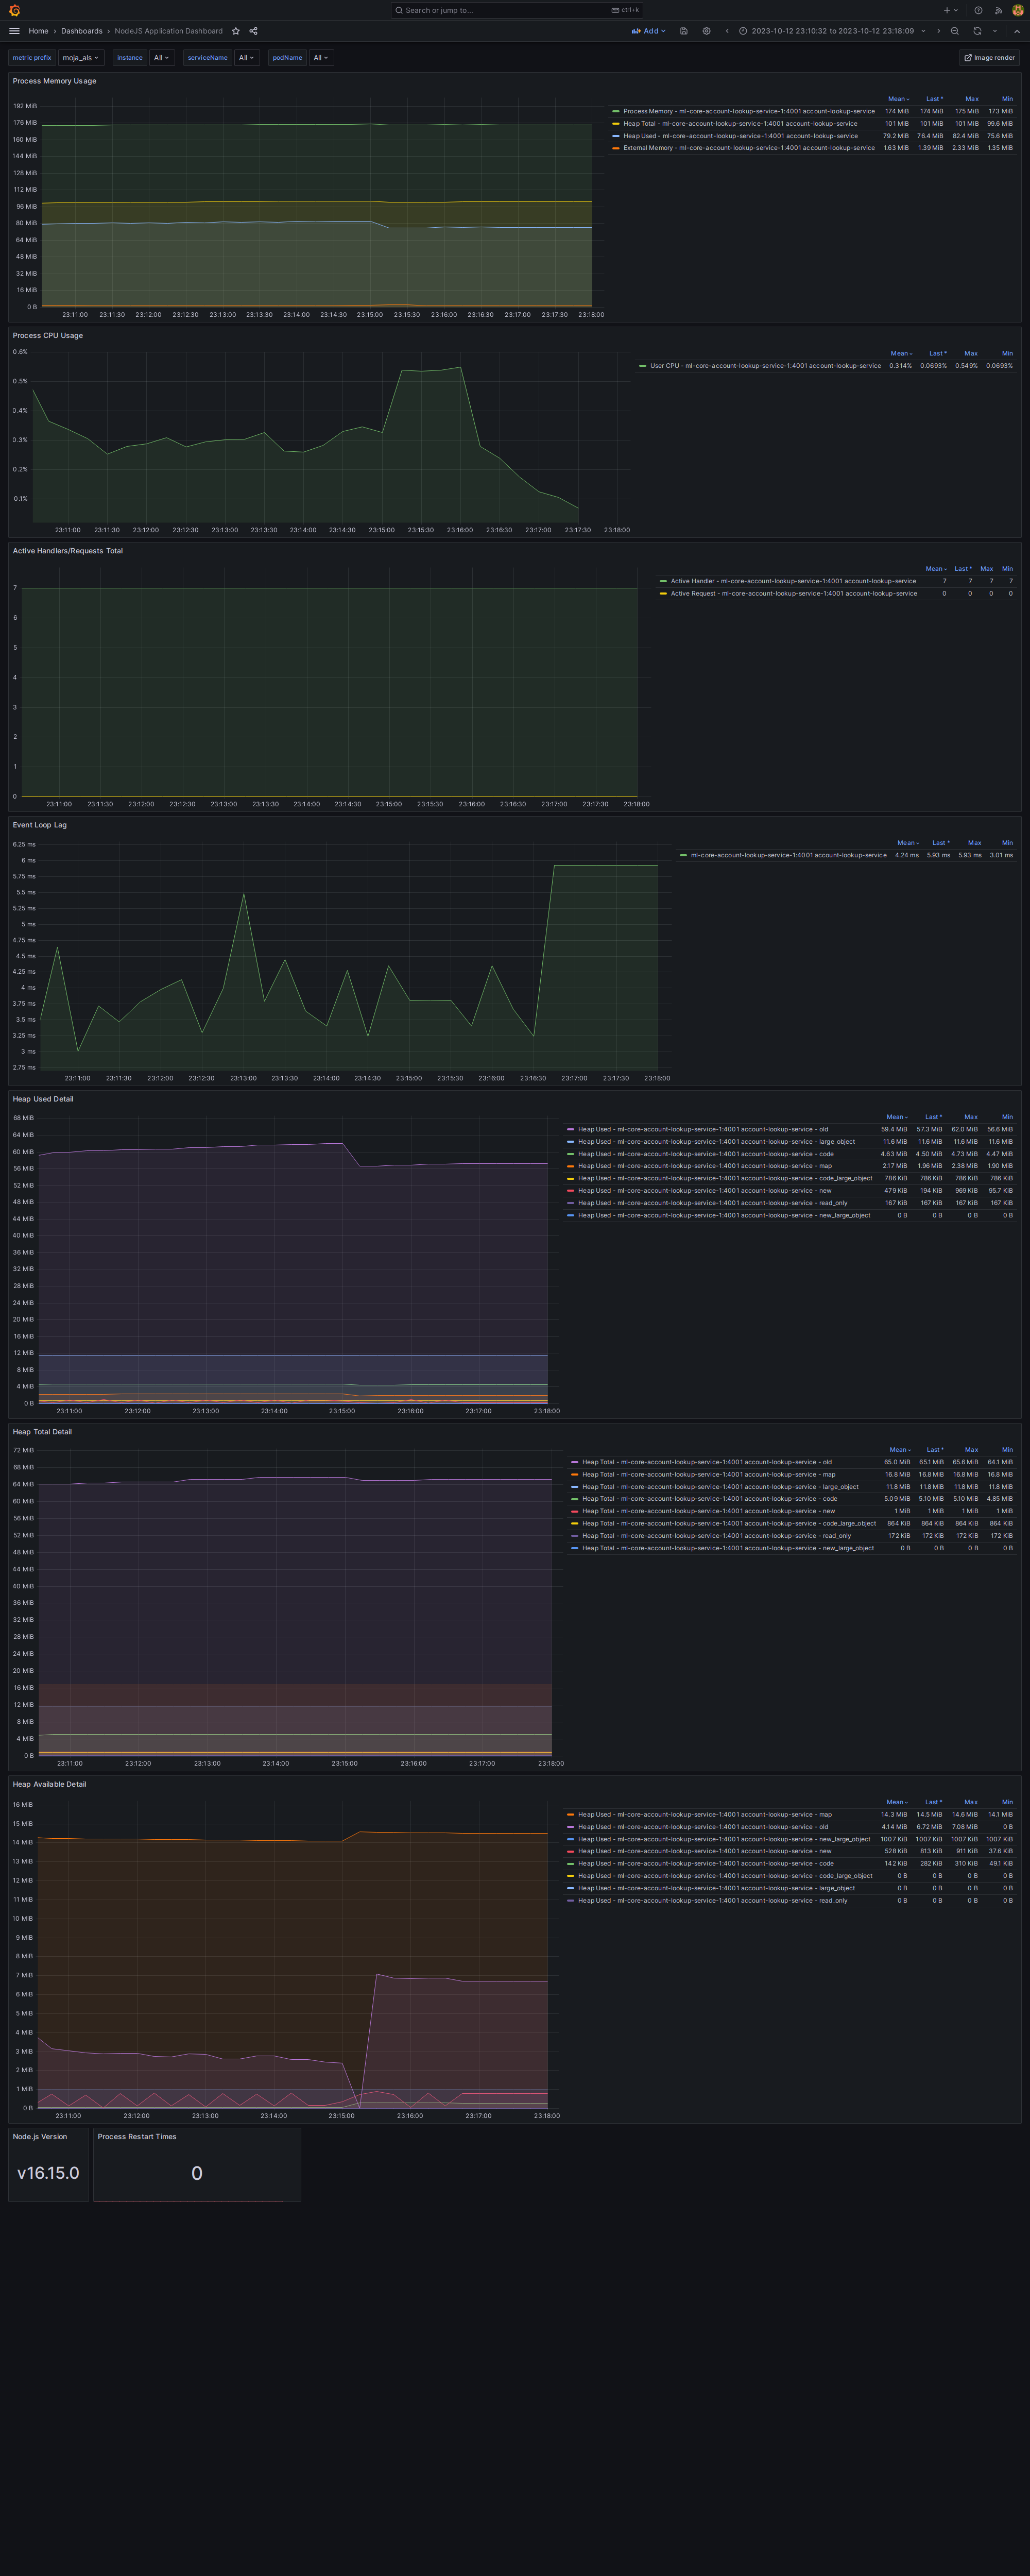 Search or jump to... ctrl+k
Home › Dashboards › NodeJS Application Dashboard Add 2023-10-12 23:10:32 to 2023-10-12 23:18:09
metric prefix moja_als instance All serviceName All podName All Image render
Process Memory Usage
Mean Last * Max Min
Process Memory - ml-core-account-lookup-service-1:4001 account-lookup-service 174 MiB 174 MiB 175 MiB 173 MiB
Heap Total - ml-core-account-lookup-service-1:4001 account-lookup-service 101 MiB 101 MiB 101 MiB 99.6 MiB
Heap Used - ml-core-account-lookup-service-1:4001 account-lookup-service 79.2 MiB 76.4 MiB 82.4 MiB 75.6 MiB
External Memory - ml-core-account-lookup-service-1:4001 account-lookup-service 1.63 MiB 1.39 MiB 2.33 MiB 1.35 MiB
192 MiB
176 MiB
160 MiB
144 MiB
128 MiB
112 MiB
96 MiB
80 MiB
64 MiB
48 MiB
32 MiB
16 MiB
0 B
23:11:00 23:11:30 23:12:00 23:12:30 23:13:00 23:13:30 23:14:00 23:14:30 23:15:00 23:15:30 23:16:00 23:16:30 23:17:00 23:17:30 23:18:00
Process CPU Usage
Mean Last * Max Min
User CPU - ml-core-account-lookup-service-1:4001 account-lookup-service 0.314% 0.0693% 0.549% 0.0693%
0.6%
0.5%
0.4%
0.3%
0.2%
0.1%
23:11:00 23:11:30 23:12:00 23:12:30 23:13:00 23:13:30 23:14:00 23:14:30 23:15:00 23:15:30 23:16:00 23:16:30 23:17:00 23:17:30 23:18:00
Active Handlers/Requests Total
Mean Last * Max Min
Active Handler - ml-core-account-lookup-service-1:4001 account-lookup-service 7 7 7 7
Active Request - ml-core-account-lookup-service-1:4001 account-lookup-service 0 0 0 0
7
6
5
4
3
2
1
0
23:11:00 23:11:30 23:12:00 23:12:30 23:13:00 23:13:30 23:14:00 23:14:30 23:15:00 23:15:30 23:16:00 23:16:30 23:17:00 23:17:30 23:18:00
Event Loop Lag
Mean Last * Max Min
ml-core-account-lookup-service-1:4001 account-lookup-service 4.24 ms 5.93 ms 5.93 ms 3.01 ms
6.25 ms
6 ms
5.75 ms
5.5 ms
5.25 ms
5 ms
4.75 ms
4.5 ms
4.25 ms
4 ms
3.75 ms
3.5 ms
3.25 ms
3 ms
2.75 ms
23:11:00 23:11:30 23:12:00 23:12:30 23:13:00 23:13:30 23:14:00 23:14:30 23:15:00 23:15:30 23:16:00 23:16:30 23:17:00 23:17:30 23:18:00
Heap Used Detail
Mean Last * Max Min
Heap Used - ml-core-account-lookup-service-1:4001 account-lookup-service - old 59.4 MiB 57.3 MiB 62.0 MiB 56.6 MiB
Heap Used - ml-core-account-lookup-service-1:4001 account-lookup-service - large_object 11.6 MiB 11.6 MiB 11.6 MiB 11.6 MiB
Heap Used - ml-core-account-lookup-service-1:4001 account-lookup-service - code 4.63 MiB 4.50 MiB 4.73 MiB 4.47 MiB
Heap Used - ml-core-account-lookup-service-1:4001 account-lookup-service - map 2.17 MiB 1.96 MiB 2.38 MiB 1.90 MiB
Heap Used - ml-core-account-lookup-service-1:4001 account-lookup-service - code_large_object 786 KiB 786 KiB 786 KiB 786 KiB
Heap Used - ml-core-account-lookup-service-1:4001 account-lookup-service - new 479 KiB 194 KiB 969 KiB 95.7 KiB
Heap Used - ml-core-account-lookup-service-1:4001 account-lookup-service - read_only 167 KiB 167 KiB 167 KiB 167 KiB
Heap Used - ml-core-account-lookup-service-1:4001 account-lookup-service - new_large_object 0 B 0 B 0 B 0 B
68 MiB
64 MiB
60 MiB
56 MiB
52 MiB
48 MiB
44 MiB
40 MiB
36 MiB
32 MiB
28 MiB
24 MiB
20 MiB
16 MiB
12 MiB
8 MiB
4 MiB
0 B
23:11:00 23:12:00 23:13:00 23:14:00 23:15:00 23:16:00 23:17:00 23:18:00
Heap Total Detail
Mean Last * Max Min
Heap Total - ml-core-account-lookup-service-1:4001 account-lookup-service - old 65.0 MiB 65.1 MiB 65.6 MiB 64.1 MiB
Heap Total - ml-core-account-lookup-service-1:4001 account-lookup-service - map 16.8 MiB 16.8 MiB 16.8 MiB 16.8 MiB
Heap Total - ml-core-account-lookup-service-1:4001 account-lookup-service - large_object 11.8 MiB 11.8 MiB 11.8 MiB 11.8 MiB
Heap Total - ml-core-account-lookup-service-1:4001 account-lookup-service - code 5.09 MiB 5.10 MiB 5.10 MiB 4.85 MiB
Heap Total - ml-core-account-lookup-service-1:4001 account-lookup-service - new 1 MiB 1 MiB 1 MiB 1 MiB
Heap Total - ml-core-account-lookup-service-1:4001 account-lookup-service - code_large_object 864 KiB 864 KiB 864 KiB 864 KiB
Heap Total - ml-core-account-lookup-service-1:4001 account-lookup-service - read_only 172 KiB 172 KiB 172 KiB 172 KiB
Heap Total - ml-core-account-lookup-service-1:4001 account-lookup-service - new_large_object 0 B 0 B 0 B 0 B
72 MiB
68 MiB
64 MiB
60 MiB
56 MiB
52 MiB
48 MiB
44 MiB
40 MiB
36 MiB
32 MiB
28 MiB
24 MiB
20 MiB
16 MiB
12 MiB
8 MiB
4 MiB
0 B
23:11:00 23:12:00 23:13:00 23:14:00 23:15:00 23:16:00 23:17:00 23:18:00
Heap Available Detail
Mean Last * Max Min
Heap Used - ml-core-account-lookup-service-1:4001 account-lookup-service - map 14.3 MiB 14.5 MiB 14.6 MiB 14.1 MiB
Heap Used - ml-core-account-lookup-service-1:4001 account-lookup-service - old 4.14 MiB 6.72 MiB 7.08 MiB 0 B
Heap Used - ml-core-account-lookup-service-1:4001 account-lookup-service - new_large_object 1007 KiB 1007 KiB 1007 KiB 1007 KiB
Heap Used - ml-core-account-lookup-service-1:4001 account-lookup-service - new 528 KiB 813 KiB 911 KiB 37.6 KiB
Heap Used - ml-core-account-lookup-service-1:4001 account-lookup-service - code 142 KiB 282 KiB 310 KiB 49.1 KiB
Heap Used - ml-core-account-lookup-service-1:4001 account-lookup-service - code_large_object 0 B 0 B 0 B 0 B
Heap Used - ml-core-account-lookup-service-1:4001 account-lookup-service - large_object 0 B 0 B 0 B 0 B
Heap Used - ml-core-account-lookup-service-1:4001 account-lookup-service - read_only 0 B 0 B 0 B 0 B
16 MiB
15 MiB
14 MiB
13 MiB
12 MiB
11 MiB
10 MiB
9 MiB
8 MiB
7 MiB
6 MiB
5 MiB
4 MiB
3 MiB
2 MiB
1 MiB
0 B
23:11:00 23:12:00 23:13:00 23:14:00 23:15:00 23:16:00 23:17:00 23:18:00
Node.js Version Process Restart Times
v16.15.0 0